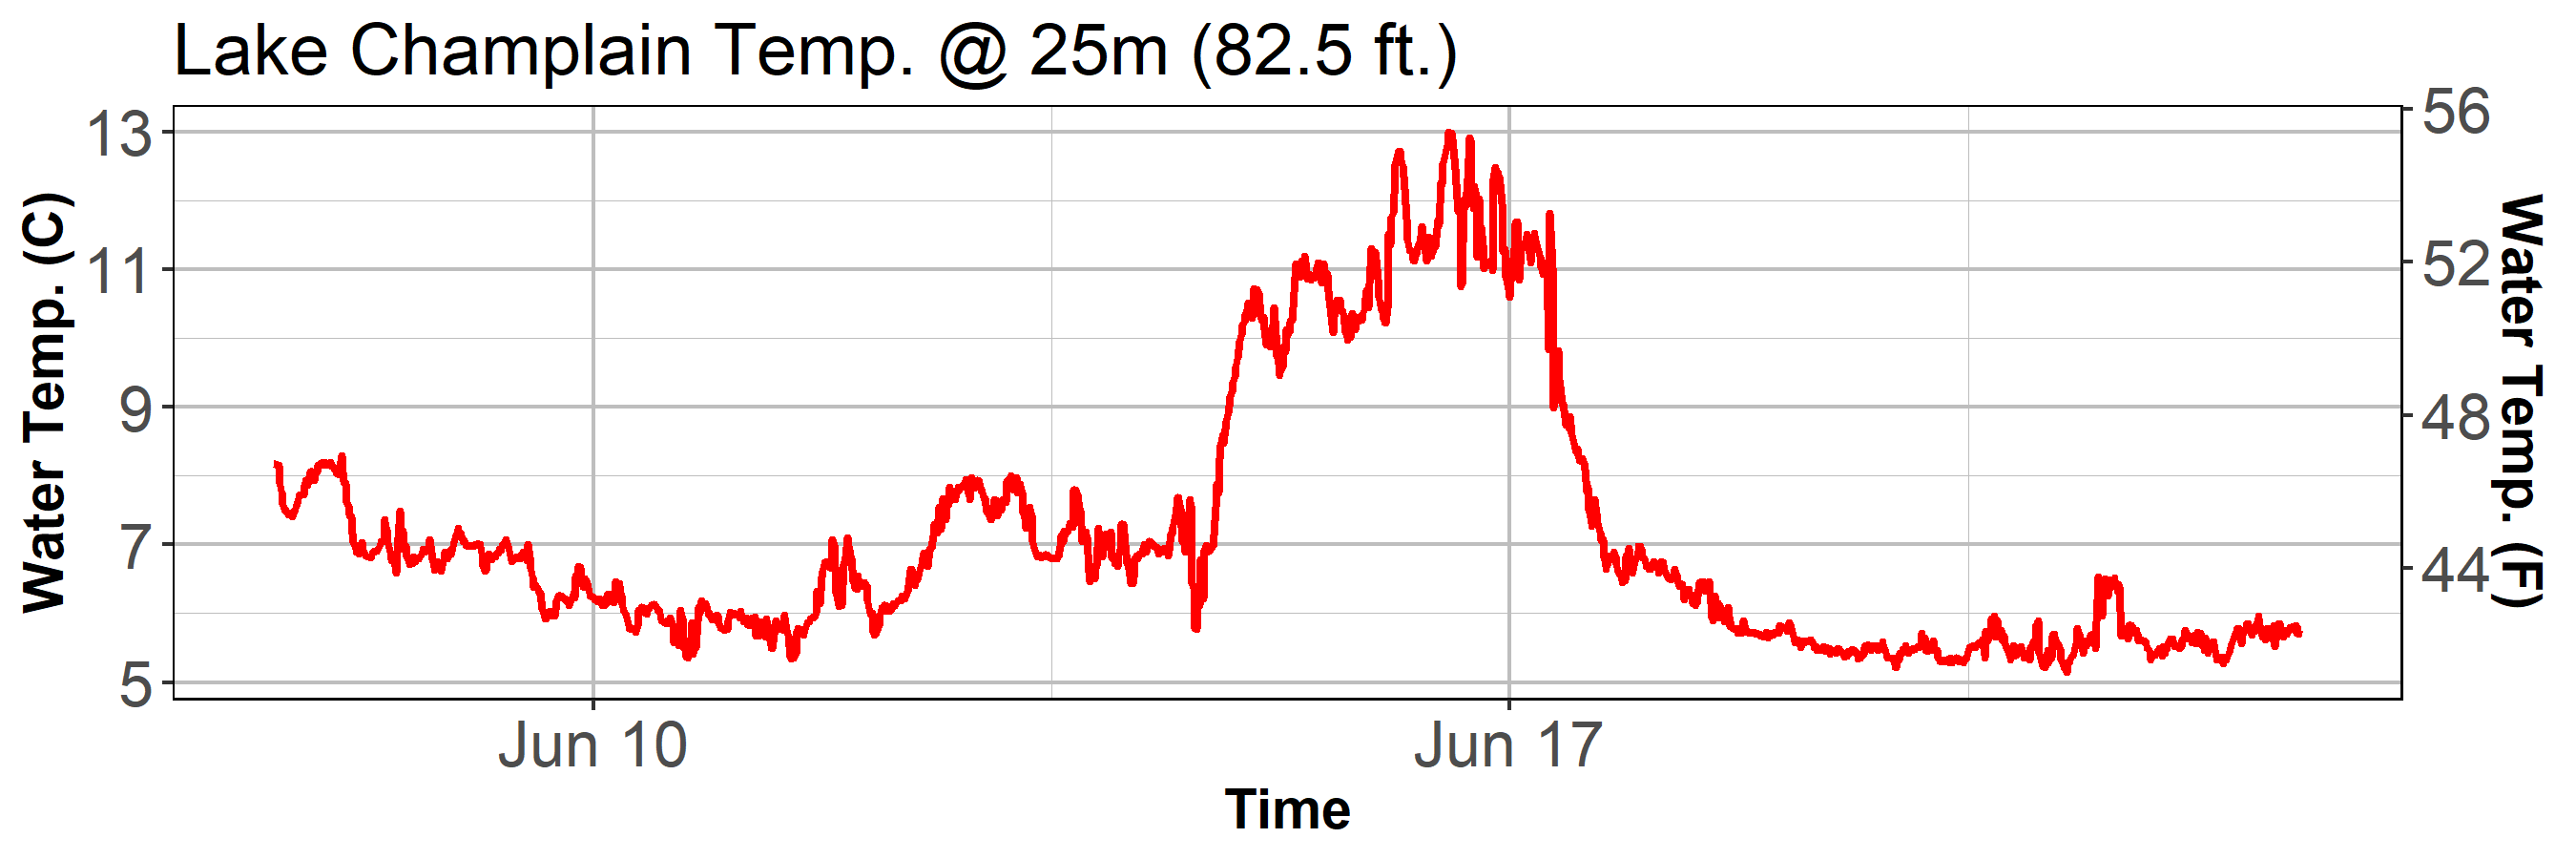 Lake Champlain Temp. @ 25m (82.5 ft.)
Water Temp. (C)
13
11
9
7
5
56
52
48
44
Water Temp. (F)
Jun 10
Jun 17
Time